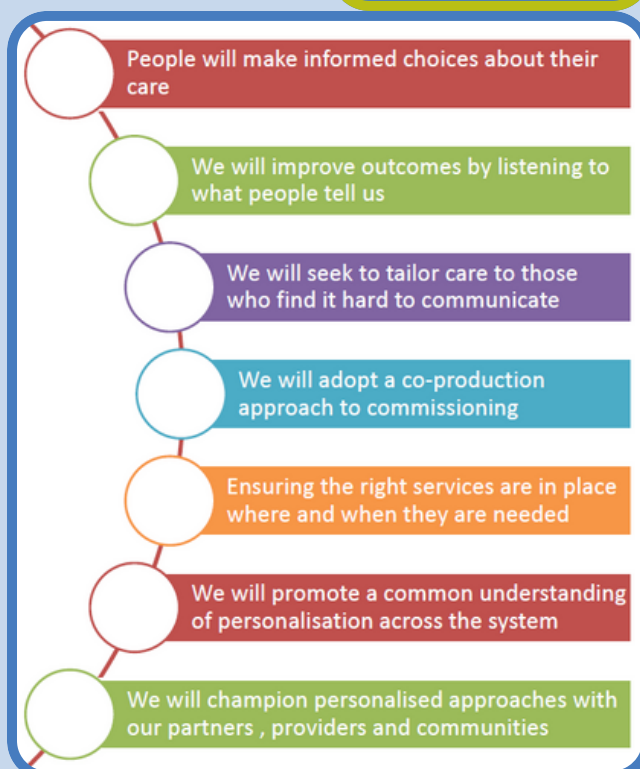 People will make informed choices about their
care
We will improve outcomes by listening to
what people tell us
We will seek to tailor care to those
who find it hard to communicate
We will adopt a co-production
approach to commissioning
Ensuring the right services are in place
where and when they are needed
We will promote a common understanding
of personalisation across the system
We will champion personalised approaches with
our partners , providers and communities